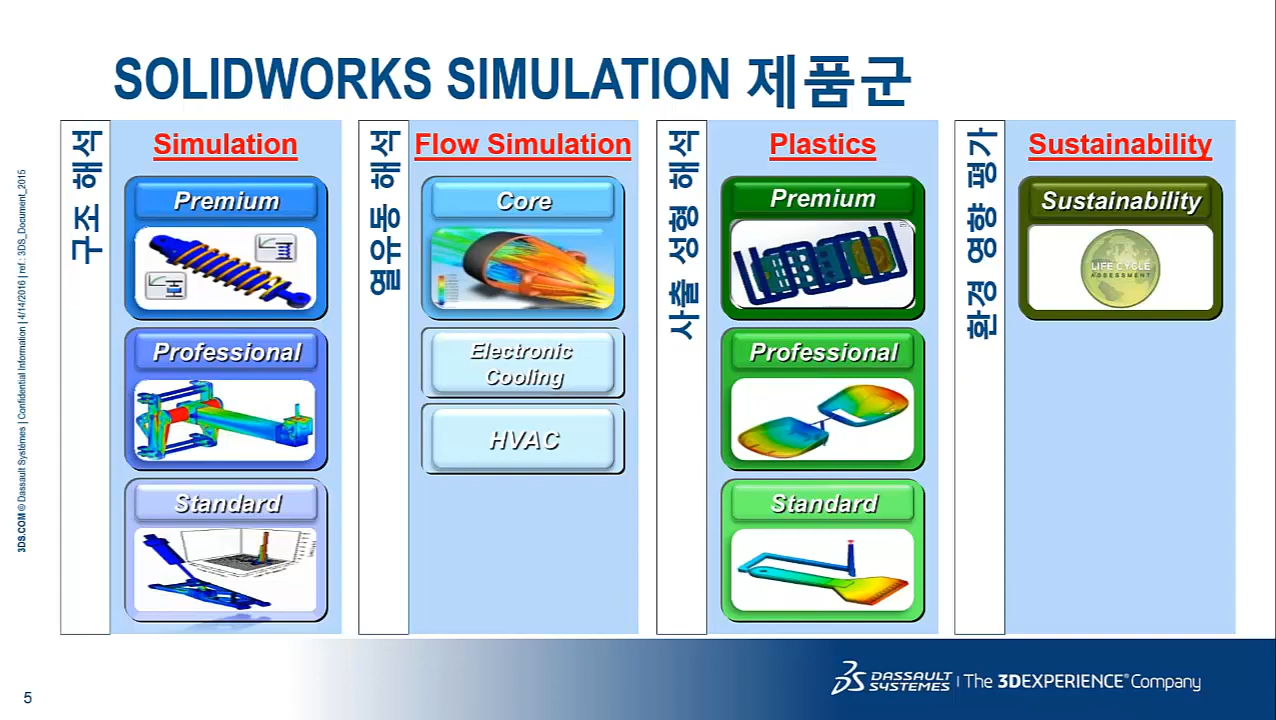 SOLIDWORKS SIMULATION 제품군
구조 해석
Simulation
Premium
Professional
Standard
열유동 해석
Flow Simulation
Core
Electronic
Cooling
HVAC
사출 성형 해석
Plastics
Premium
Professional
Standard
환경 영향 평가
Sustainability
Sustainability
LIFE CYCLE
ASSESSMENT
3DS.COM © Dassault Systèmes | Confidential Information | 4/14/2016 | ref.: 3DS_Document_2015
5
DASSAULT
SYSTEMES
The 3DEXPERIENCE® Company